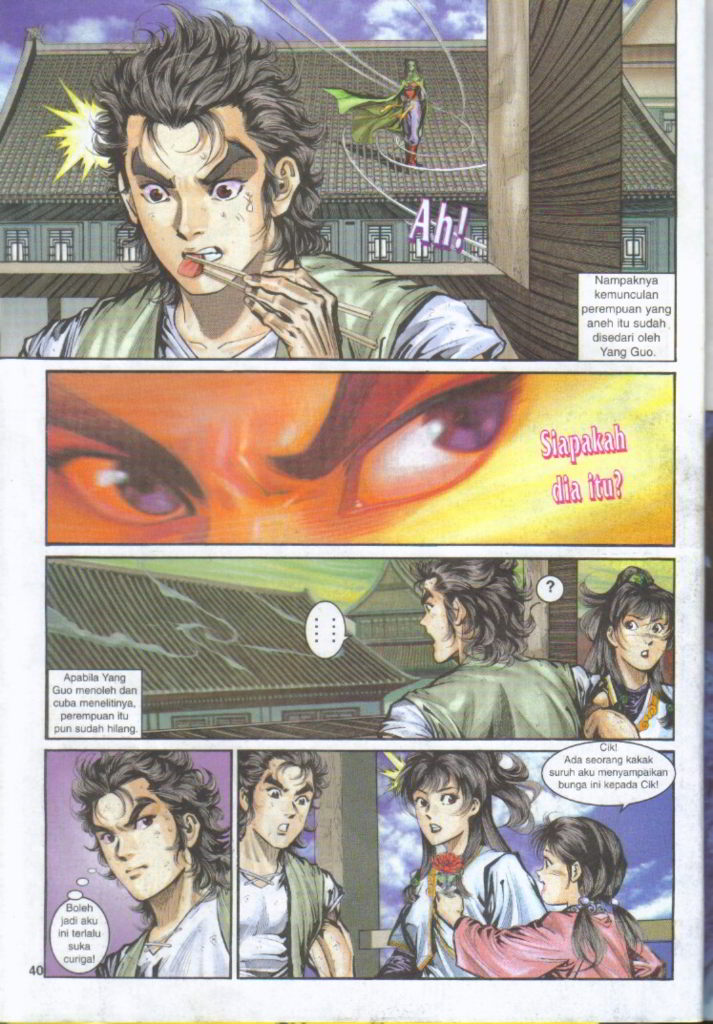 Ah!
Nampaknya
kemunculan
perempuan yang
aneh itu sudah
disedari oleh
Yang Guo.
Siapakah
dia itu?
?
Apabila Yang
Guo menoleh dan
cuba menelitinya,
perempuan itu
pun sudah hilang.
Boleh
jadi aku
ini terlalu
suka
curiga!
Cik!
Ada seorang kakak
suruh aku menyampaikan
bunga ini kepada Cik!
40